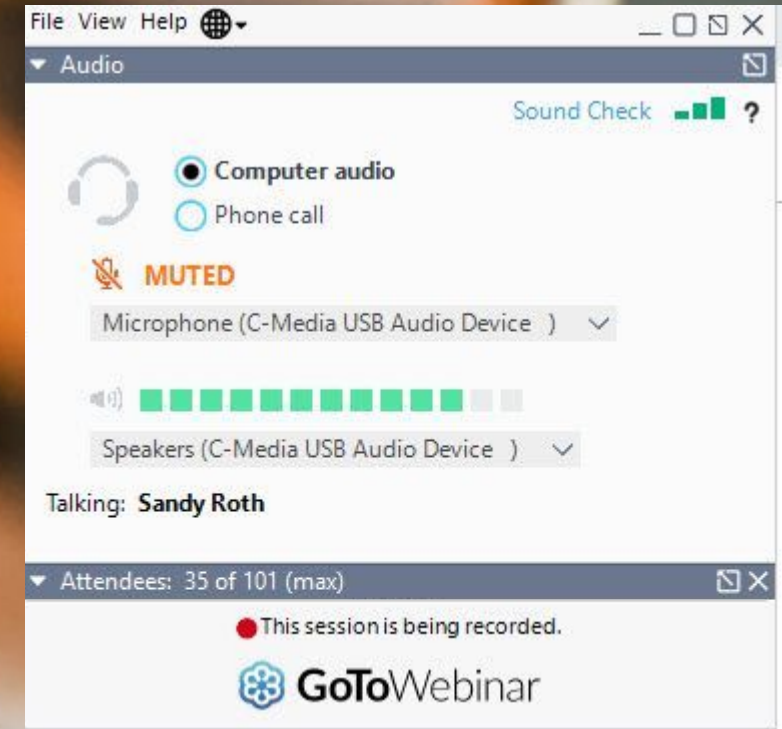 File View Help
Audio
Sound Check ?
Computer audio
Phone call
MUTED
Microphone (C-Media USB Audio Device )
Speakers (C-Media USB Audio Device )
Talking: Sandy Roth
Attendees: 35 of 101 (max)
This session is being recorded.
GoToWebinar